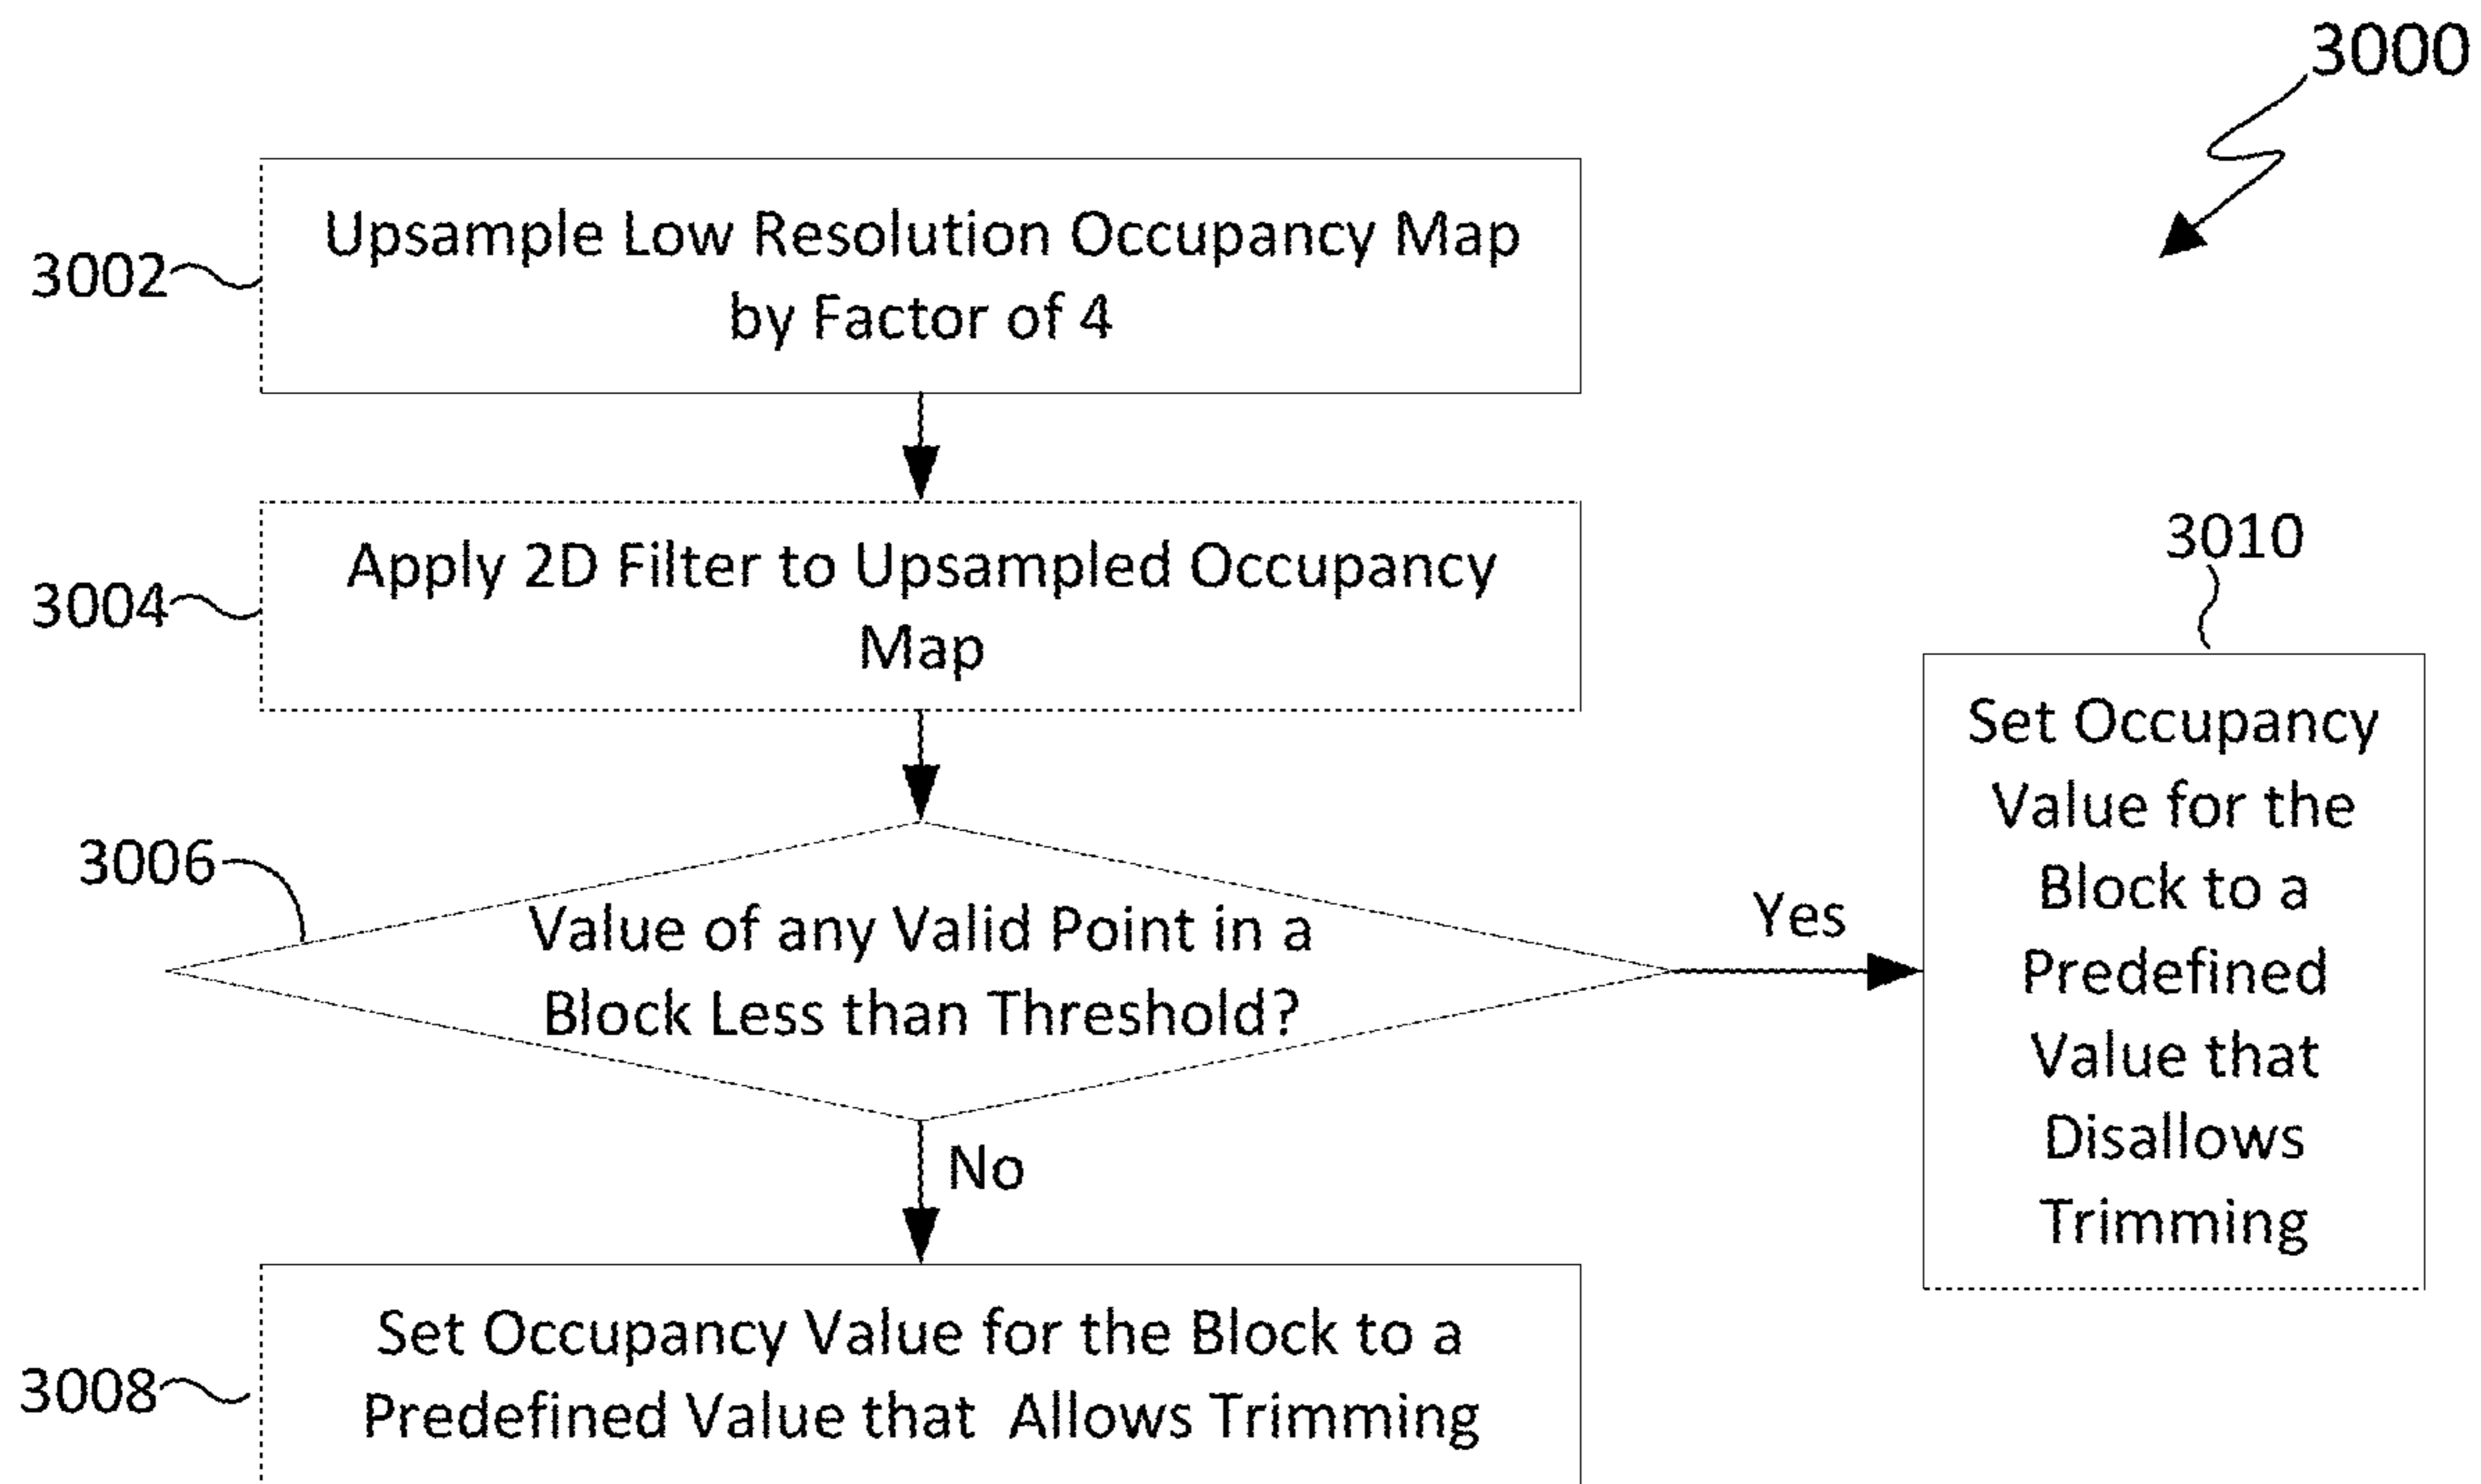 3000
3002
Upsample Low Resolution Occupancy Map
by Factor of 4
3004
Apply 2D Filter to Upsampled Occupancy
Map
3006
Value of any Valid Point in a
Block Less than Threshold?
Yes
3010
Set Occupancy
Value for the
Block to a
Predefined
Value that
Disallows
Trimming
No
3008
Set Occupancy Value for the Block to a
Predefined Value that  Allows Trimming